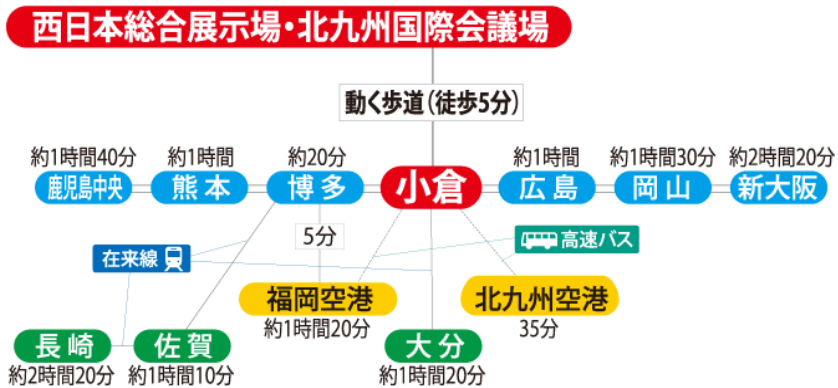 西日本総合展示場・北九州国際会議場
動く歩道(徒歩5分)
約1時間40分
約1時間
約20分
約1時間
約1時間30分
約2時間20分
鹿児島中央
熊本
博多
小倉
広島
岡山
新大阪
5分
在来線
高速バス
福岡空港
約1時間20分
北九州空港
35分
長崎
約2時間20分
佐賀
約1時間10分
大分
約1時間20分